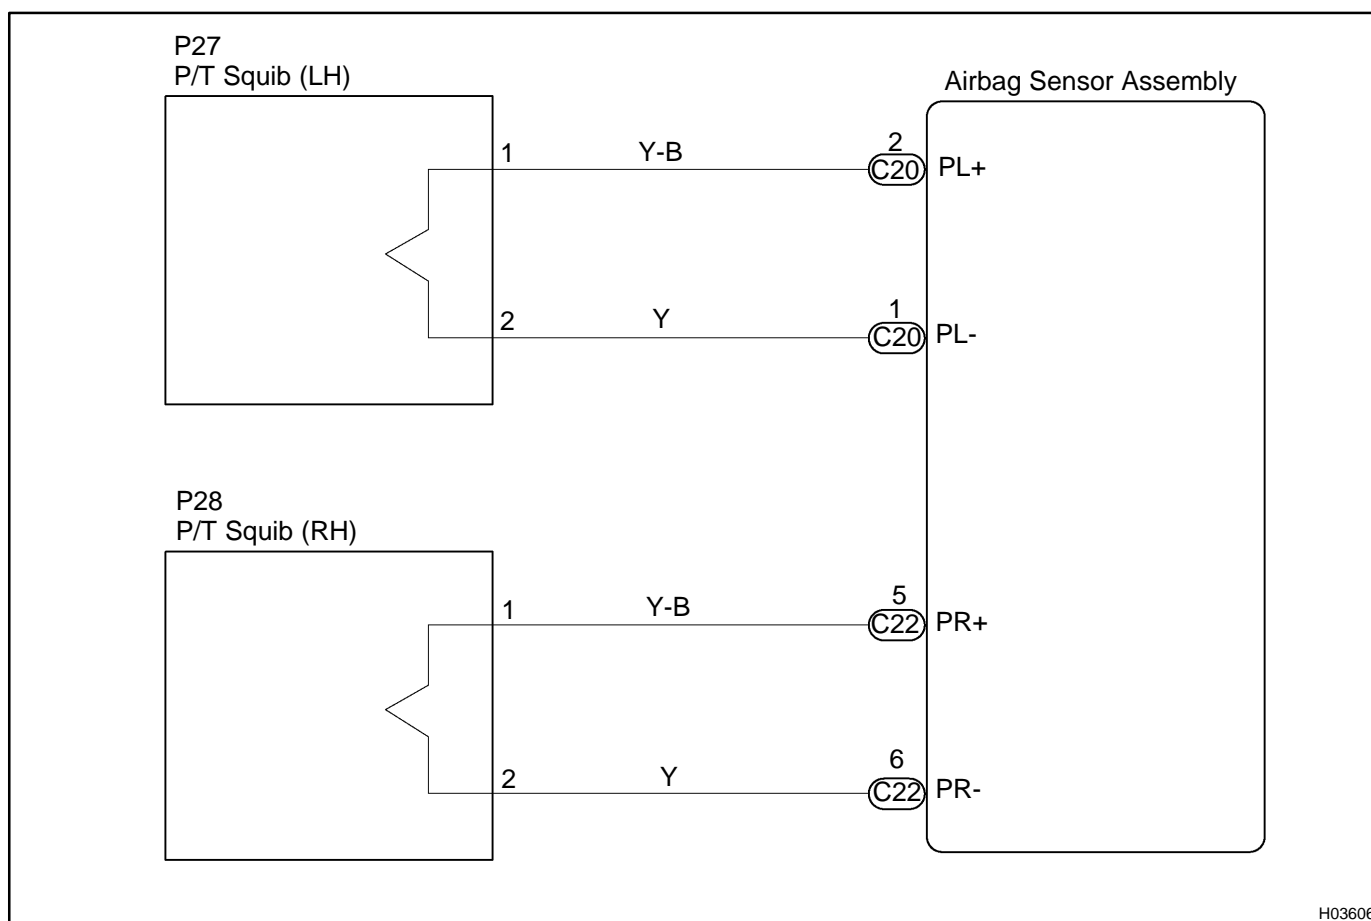 P27
P/T Squib (LH)
Airbag Sensor Assembly
1
Y-B
2
C20
PL+
2
Y
1
C20
PL-
P28
P/T Squib (RH)
1
Y-B
5
C22
PR+
2
Y
6
C22
PR-
H03606